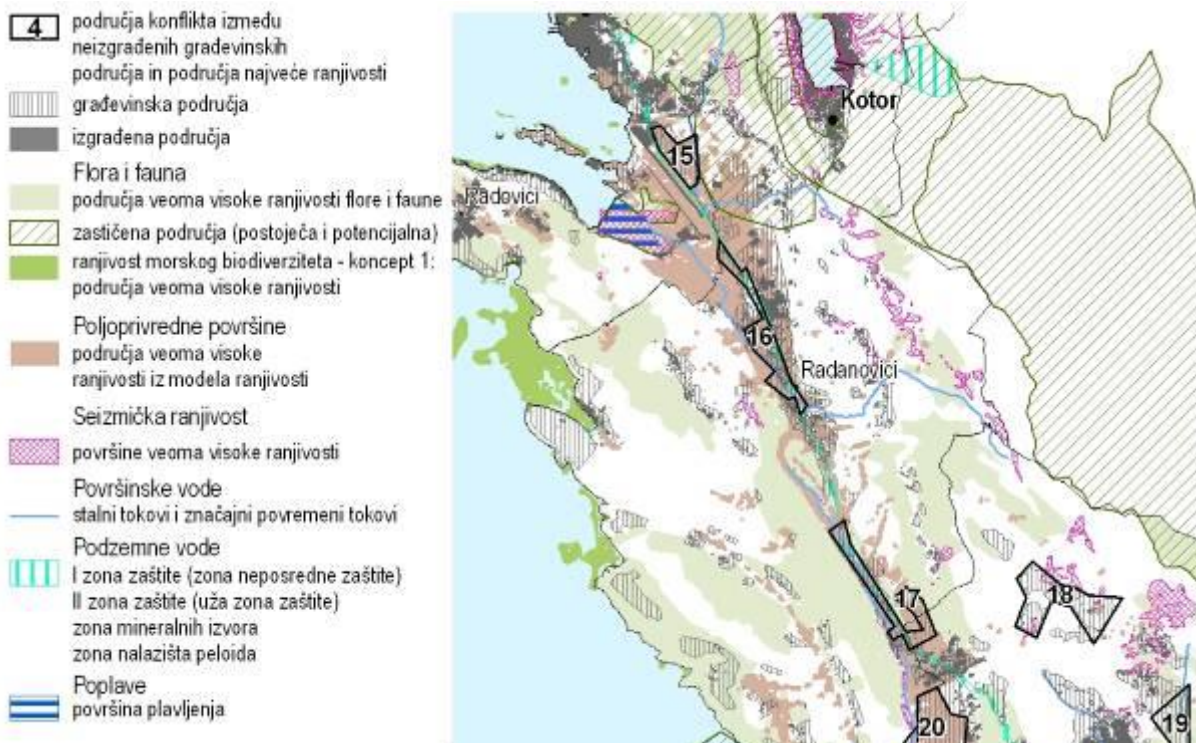 4 područja konflikta između
neizgrađenih građevinskih
područja in područja najveće ranjivosti
građevinska područja
izgrađena područja
Flora i fauna
područja veoma visoke ranjivosti flore i faune
zastičena područja (postoječa i potencijalna)
ranjivost morskog biodiverziteta - koncept 1:
područja veoma visoke ranjivosti
Poljoprivredne površine
područja veoma visoke
ranjivosti iz modela ranjivosti
Seizmička ranjivost
površine veoma visoke ranjivosti
Površinske vode
stalni tokovi i značajni povremeni tokovi
Podzemne vode
I zona zaštite (zona neposredne zaštite)
II zona zaštite (uža zona zaštite)
zona mineralnih izvora
zona nalazišta peloida
Poplave
površina plavljenja
Kotor
15
Radovici
16
Radanovici
17
18
19
20